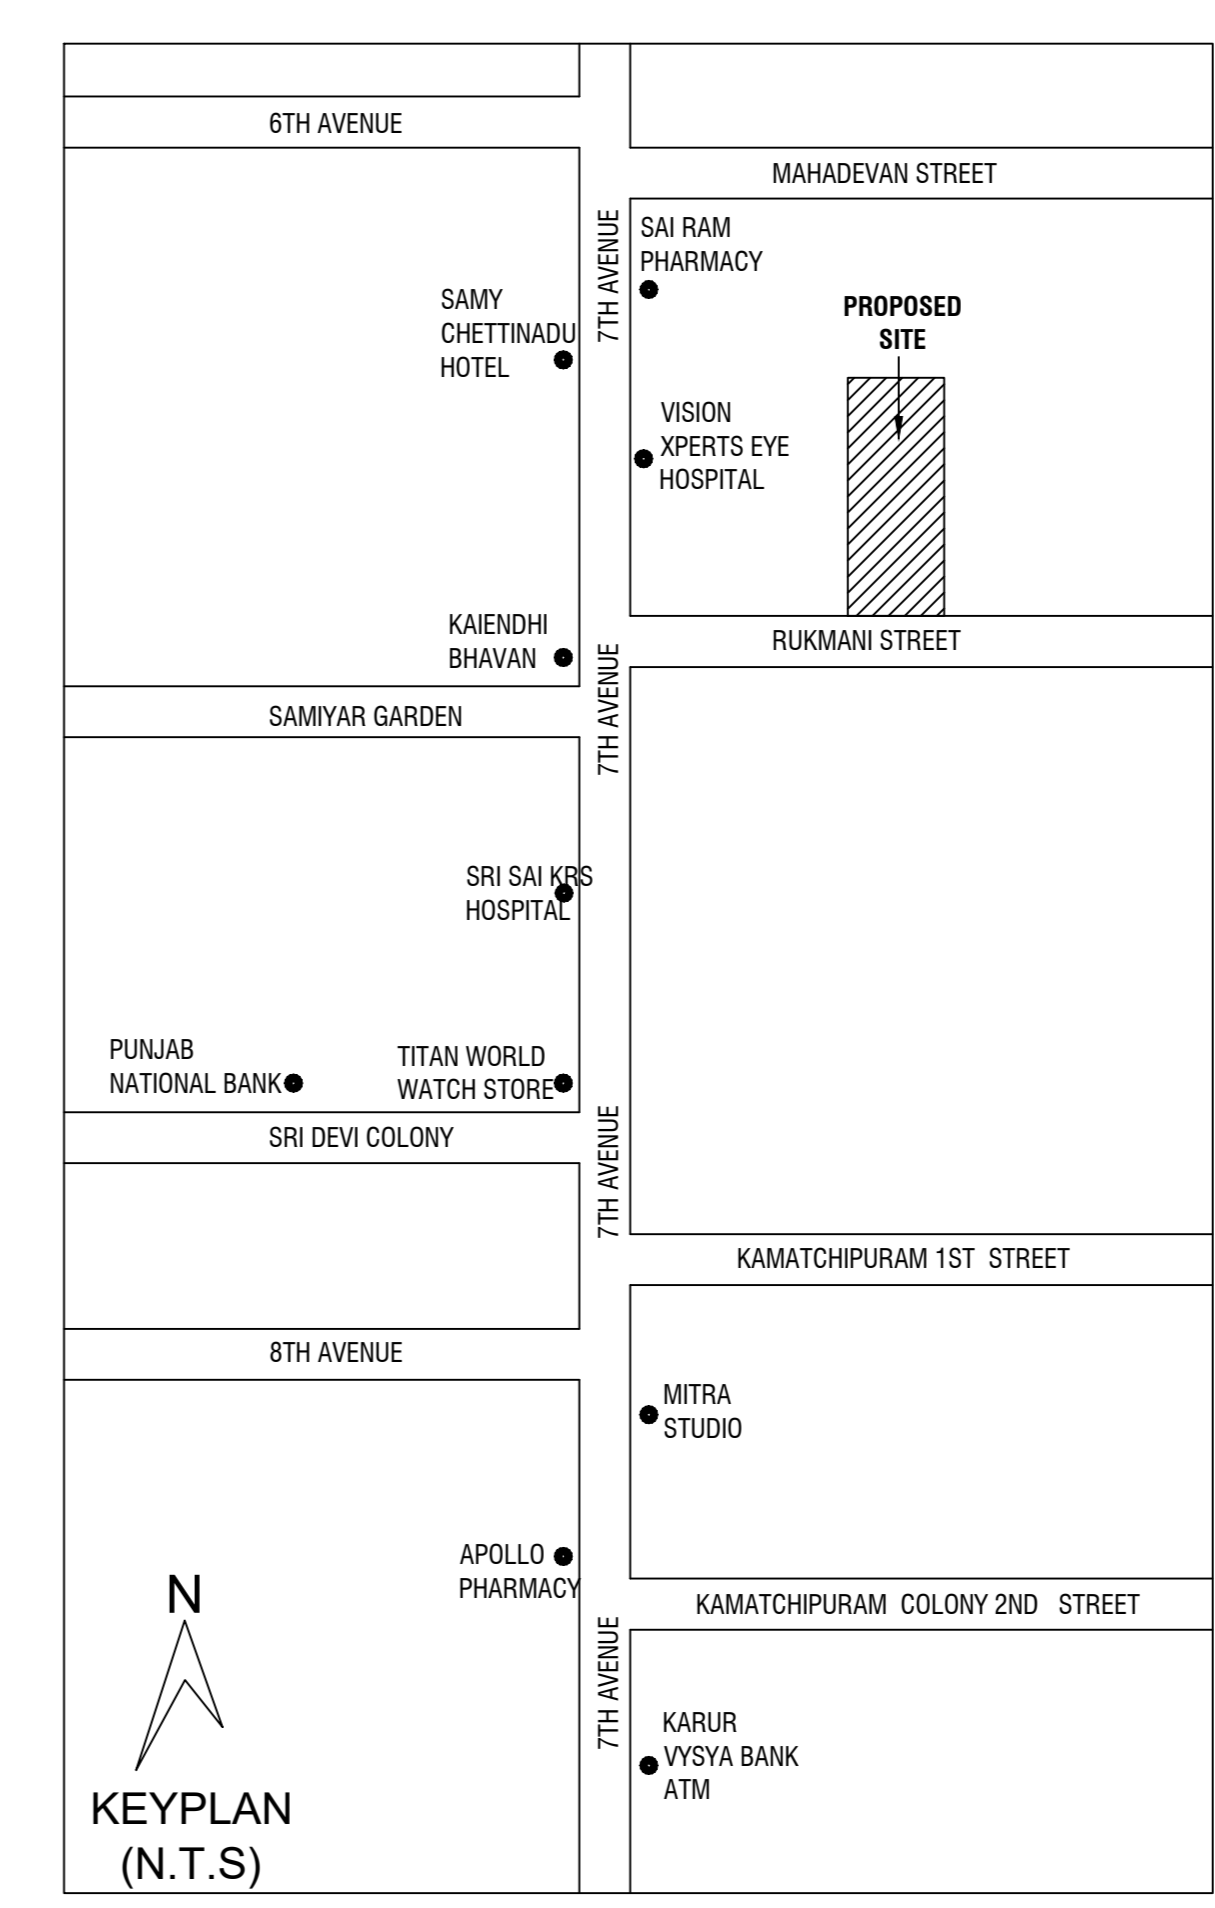 6TH AVENUE
MAHADEVAN STREET
7TH AVENUE
SAI RAM
PHARMACY
SAMY
CHETTINADU
HOTEL
PROPOSED
SITE
VISION
XPERTS EYE
HOSPITAL
KAIENDHI
BHAVAN
RUKMANI STREET
7TH AVENUE
SAMIYAR GARDEN
SRI SAI KRS
HOSPITAL
PUNJAB
NATIONAL BANK
TITAN WORLD
WATCH STORE
SRI DEVI COLONY
7TH AVENUE
KAMATCHIPURAM 1ST STREET
8TH AVENUE
MITRA
STUDIO
APOLLO
PHARMACY
KAMATCHIPURAM COLONY 2ND STREET
7TH AVENUE
KARUR
VYSYA BANK
ATM
N
KEYPLAN
(N.T.S)